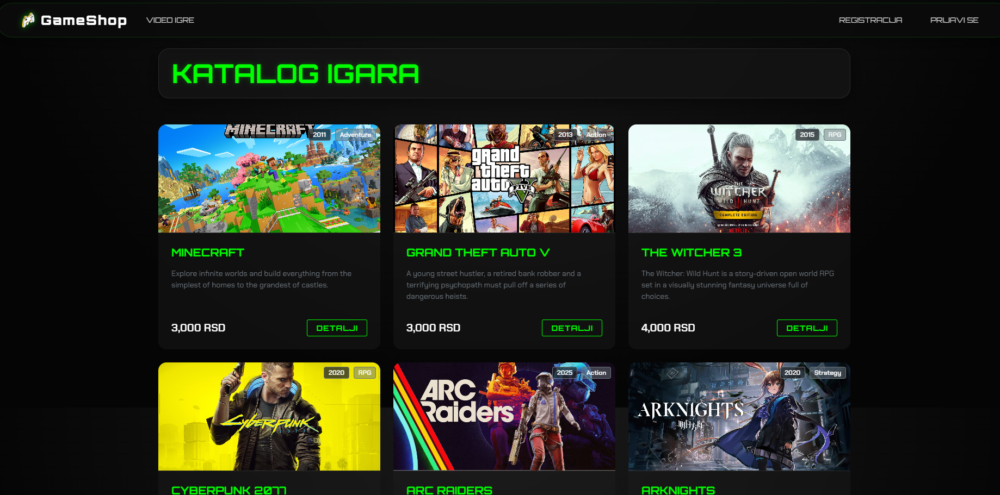 GameShop
VIDEO IGRE
REGISTRACIJA
PRIJAVI SE
KATALOG IGARA
MINECRAFT
2011
Adventure
2013
Action
grand
theft
auto
FIVE
2015
RPG
THE
WITCHER
WILD HUNT
COMPLETE EDITION
NETFLIX
MINECRAFT
Explore infinite worlds and build everything from the
simplest of homes to the grandest of castles.
3,000 RSD
DETALJI
GRAND THEFT AUTO V
A young street hustler, a retired bank robber and a
terrifying psychopath must pull off a series of
dangerous heists.
3,000 RSD
DETALJI
THE WITCHER 3
The Witcher: Wild Hunt is a story-driven open world RPG
set in a visually stunning fantasy universe full of
choices.
4,000 RSD
DETALJI
2020
RPG
CYBERPUNK
2077
2025
Action
ARC
Raiders
2020
Strategy
ARKNIGHTS
明日方舟
CYBERPUNK 2077
ARC RAIDERS
ARKNIGHTS